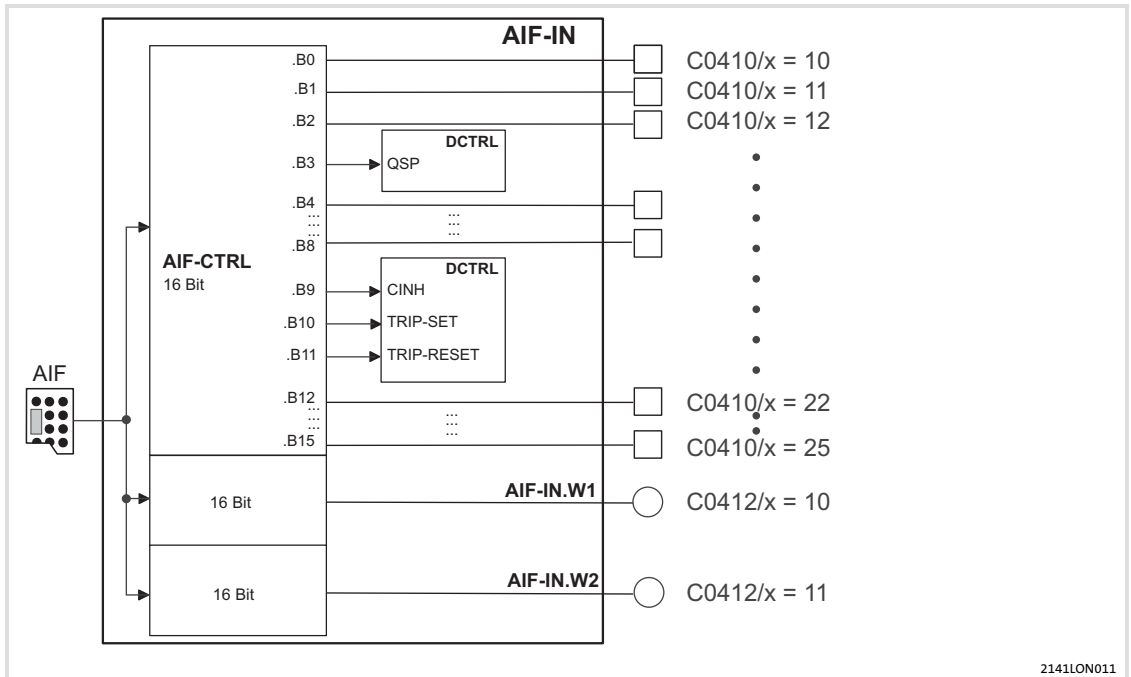 AIF-IN
.B0
C0410/x = 10
.B1
C0410/x = 11
.B2
C0410/x = 12
DCTRL
.B3
QSP
.B4
...
...
...
...
.B8
AIF-CTRL
16 Bit
DCTRL
.B9
CINH
.B10
TRIP-SET
.B11
TRIP-RESET
AIF
.B12
C0410/x = 22
...
...
...
...
.B15
C0410/x = 25
16 Bit
AIF-IN.W1
C0412/x = 10
16 Bit
AIF-IN.W2
C0412/x = 11
2141LON011